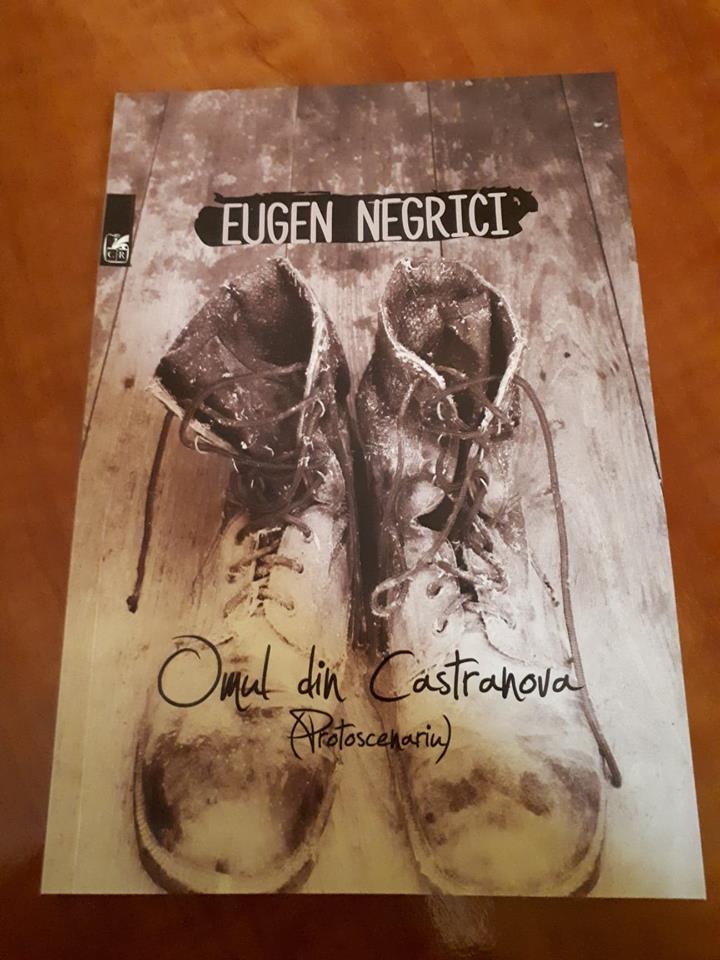 EUGEN NEGRICI
C R
Omul din Castranova
(Protoscenariu)